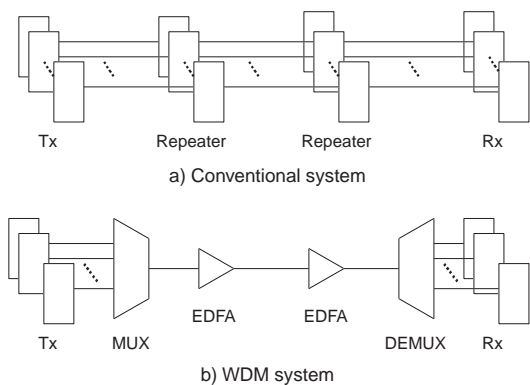 Tx Repeater Repeater Rx
a) Conventional system
EDFA EDFA
Tx MUX DEMUX Rx
b) WDM system